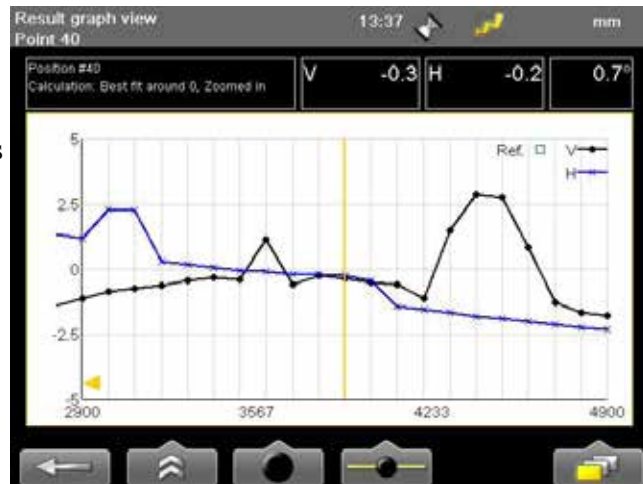 Result graph view
13:37
mm
Point 40
Position #40
Calculation: Best fit around 0, Zoomed in
V -0.3
H -0.2
0.7°
s
Ref.
V
H
5
2.5
0
-2.5
-5
2900
3567
4233
4900